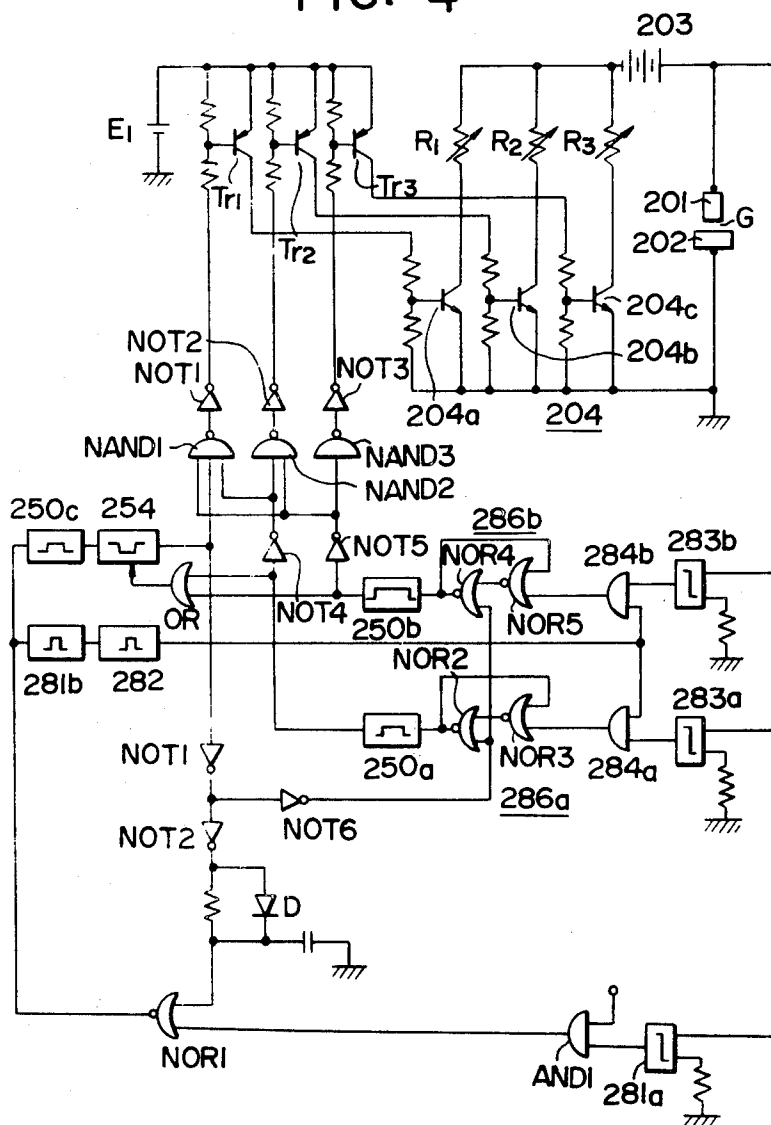 FIG. 4
203
E1
R1
R2
R3
Tr1
Tr3
201
G
202
Tr2
204c
NOT2
204b
NOT1
NOT3
204a
204
NAND1
NAND3
NAND2
250c
254
286b
NOT5
NOR4
284b
283b
NOT4
OR
250b
NOR5
281b
282
NOR2
283a
NOT1
250a
NOR3
284a
NOT6
286a
NOT2
D
NOR1
AND1
281a